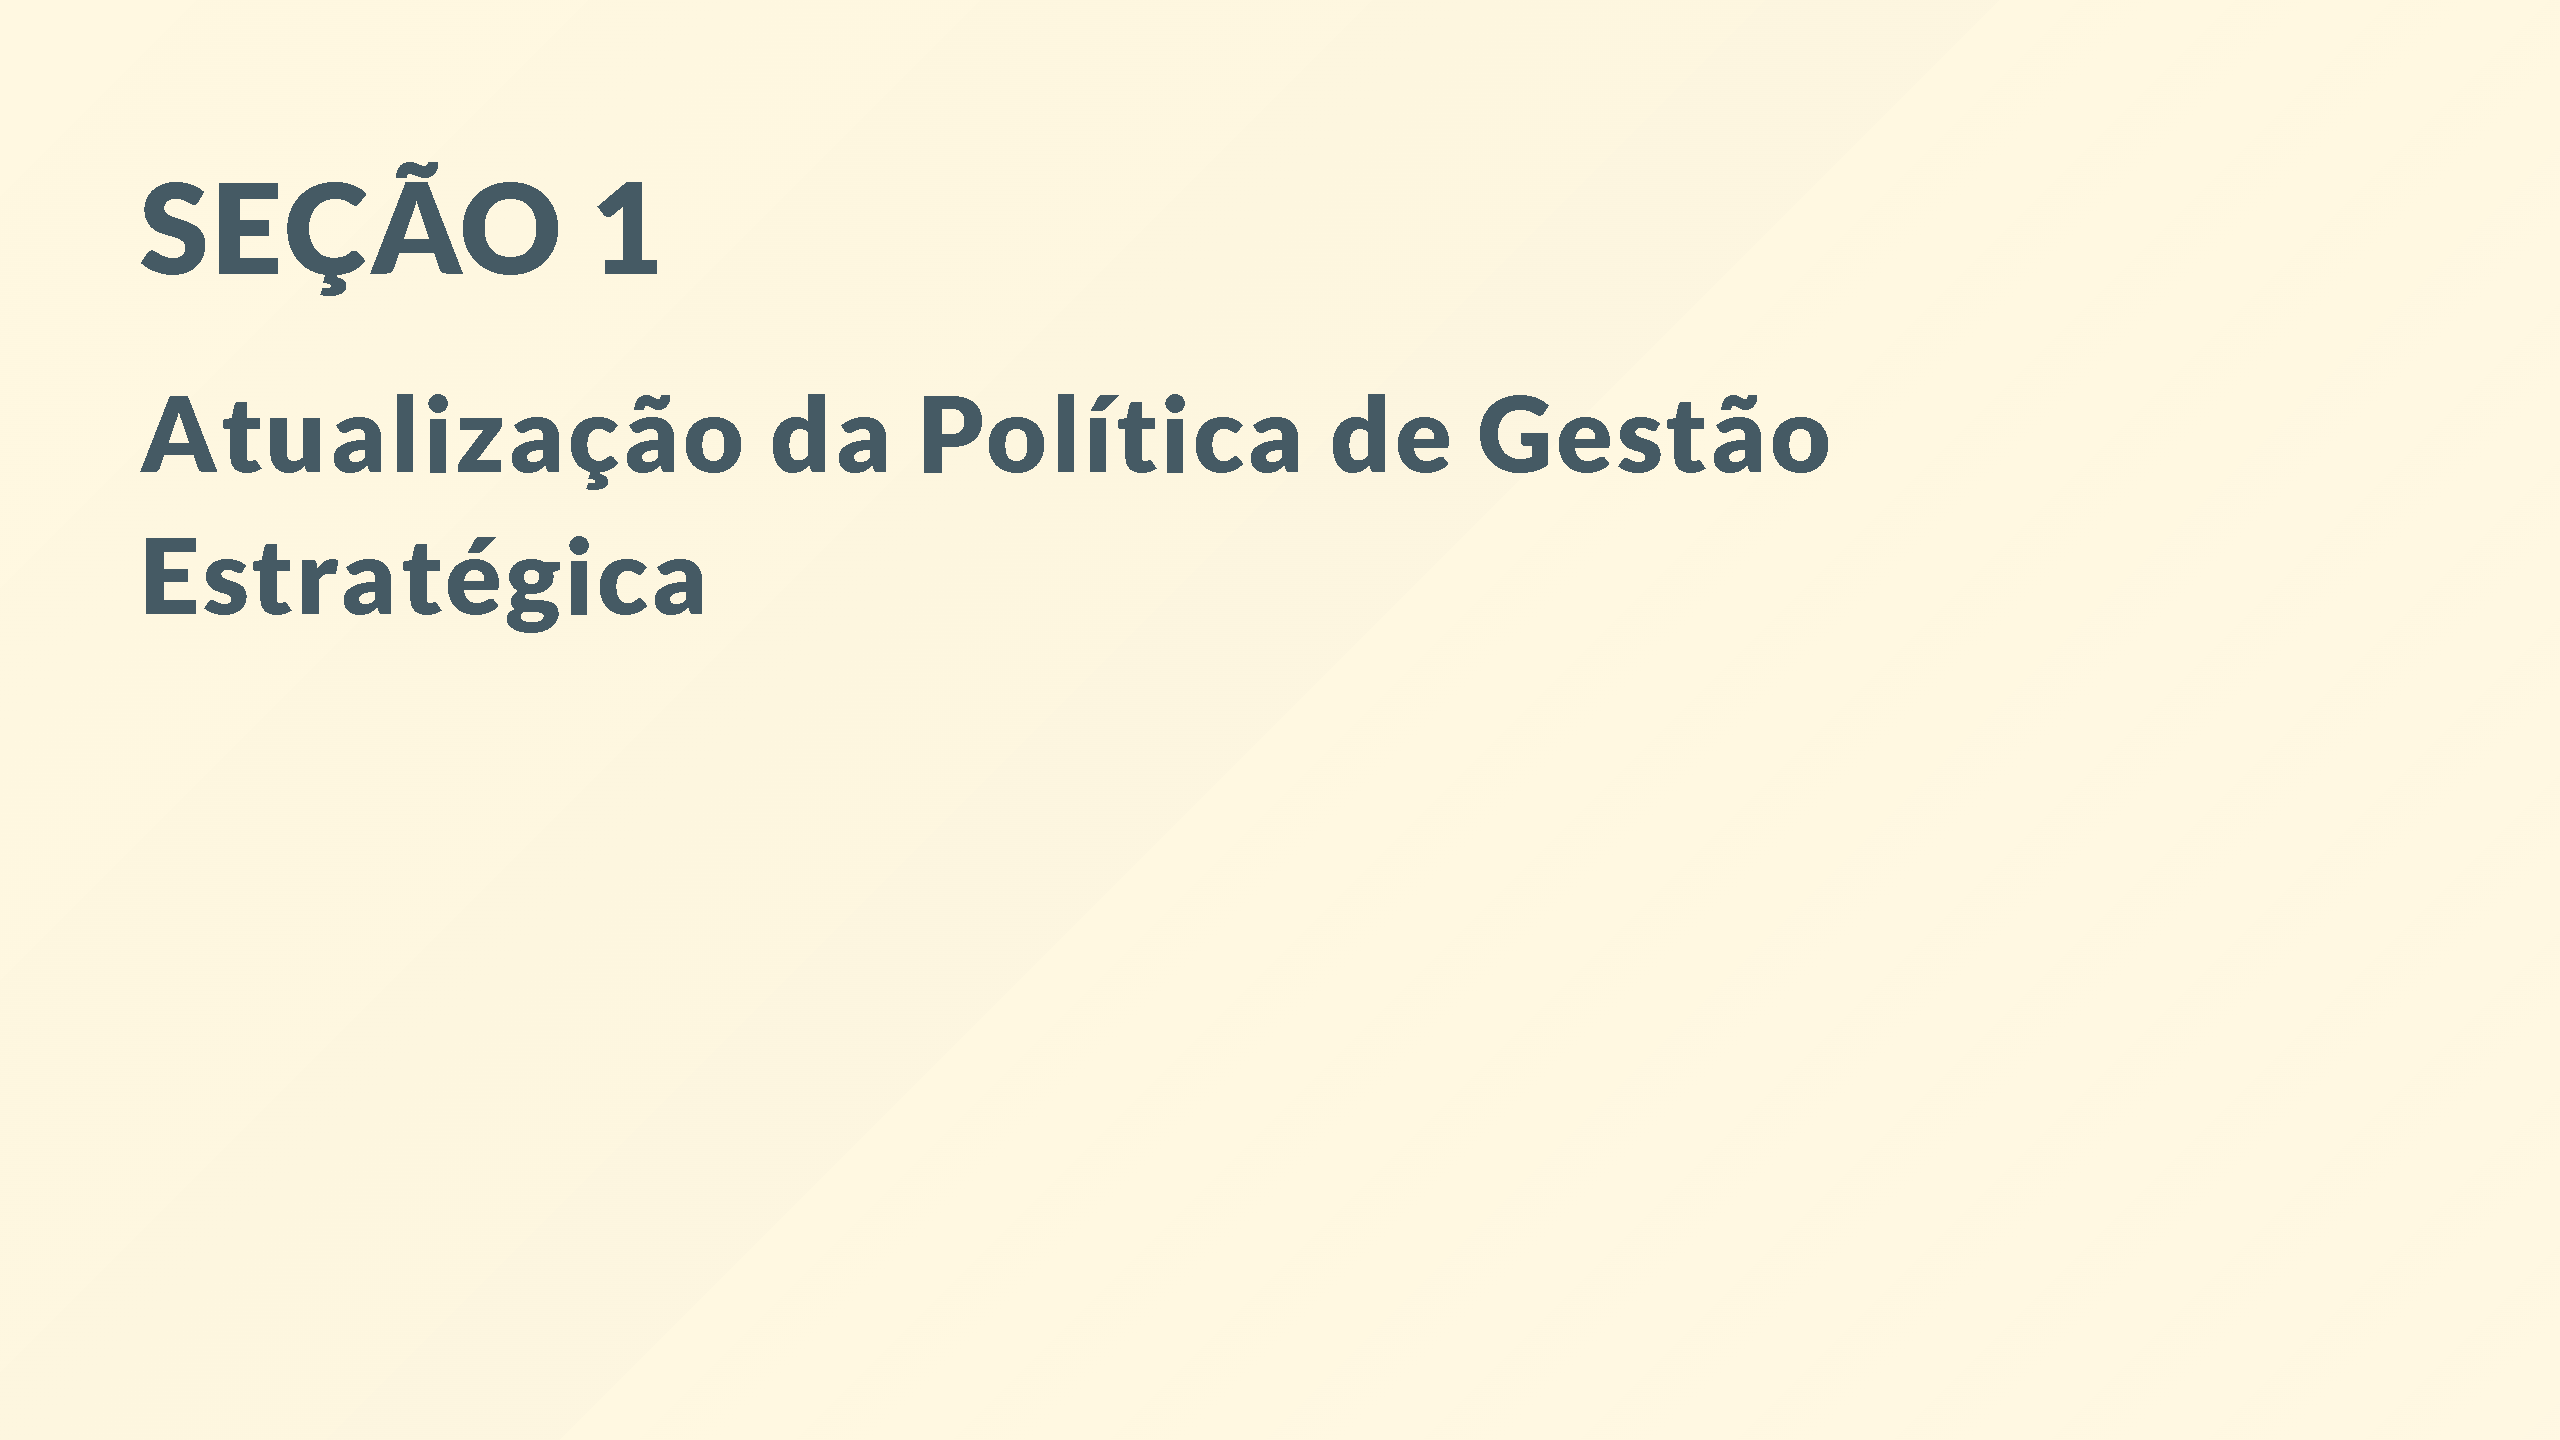 SEÇÃO 1
Atualização da Política de Gestão
Estratégica